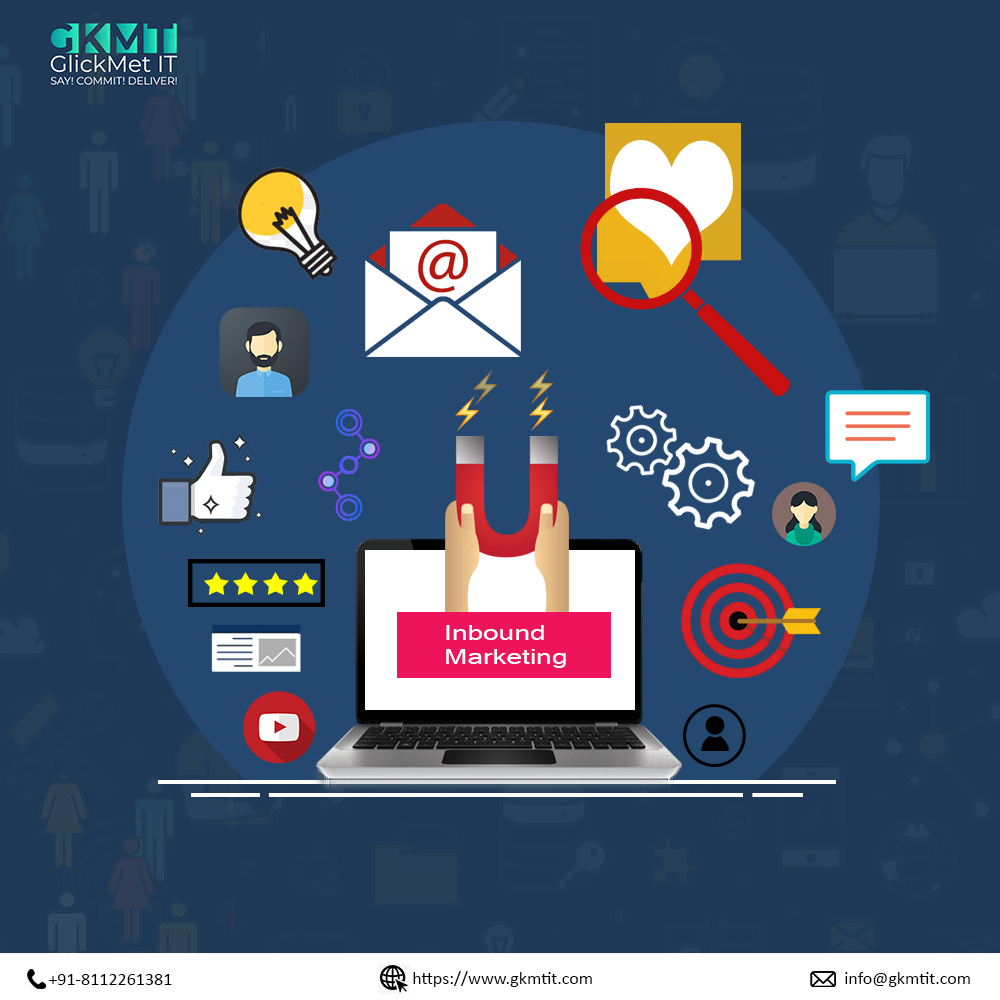 GKMT
GlickMet IT
SAY! COMMIT! DELIVER!
@
Inbound
Marketing
+91-8112261381
https://www.gkmtit.com
info@gkmtit.com